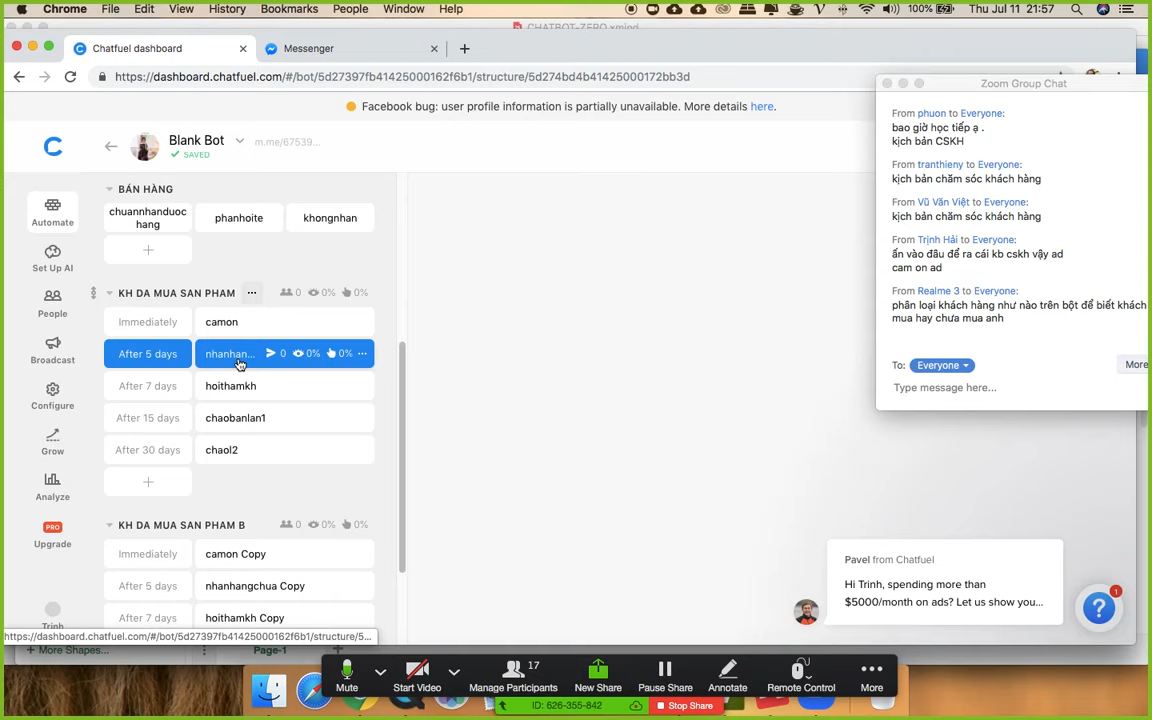 Chrome File Edit View History Bookmarks People Window Help 100% Thu Jul 11 21:57
CHATBOT-ZERO.xmind
Chatfuel dashboard
Messenger
https://dashboard.chatfuel.com/#/bot/5d27397fb41425000162f6b1/structure/5d274bd4b41425000172bb3d
Facebook bug: user profile information is partially unavailable. More details here.
Blank Bot
m.me/67539...
SAVED
Automate
Set Up AI
People
Broadcast
Configure
Grow
Analyze
PRO
Upgrade
Trinh
BÁN HÀNG
chuannhanduoc
hang
phanhoite
khongnhan
KH DA MUA SAN PHAM ... 0 0% 0%
Immediately camon
After 5 days nhanhan... 0 0% 0% ...
After 7 days hoithamkh
After 15 days chaobanlan1
After 30 days chaol2
KH DA MUA SAN PHAM B 0 0% 0%
Immediately camon Copy
After 5 days nhanhangchua Copy
After 7 days hoithamkh Copy
https://dashboard.chatfuel.com/#/bot/5d27397fb41425000162f6b1/structure/5...
+ More Shapes...
Page-1
Zoom Group Chat
From phuon to Everyone:
bao giờ học tiếp ạ .
kịch bản CSKH
From tranthieny to Everyone:
kịch bản chăm sóc khách hàng
From Vũ Văn Việt to Everyone:
kịch bản chăm sóc khách hàng
From Trịnh Hải to Everyone:
ấn vào đâu để ra cái kb cskh vậy ad
cam on ad
From Realme 3 to Everyone:
phân loại khách hàng như nào trên bột để biết khách
mua hay chưa mua anh
To: Everyone
More
Type message here...
Pavel from Chatfuel
Hi Trinh, spending more than
$5000/month on ads? Let us show you...
1
Mute
Start Video
17
Manage Participants
New Share
Pause Share
Annotate
Remote Control
More
ID: 626-355-842
Stop Share